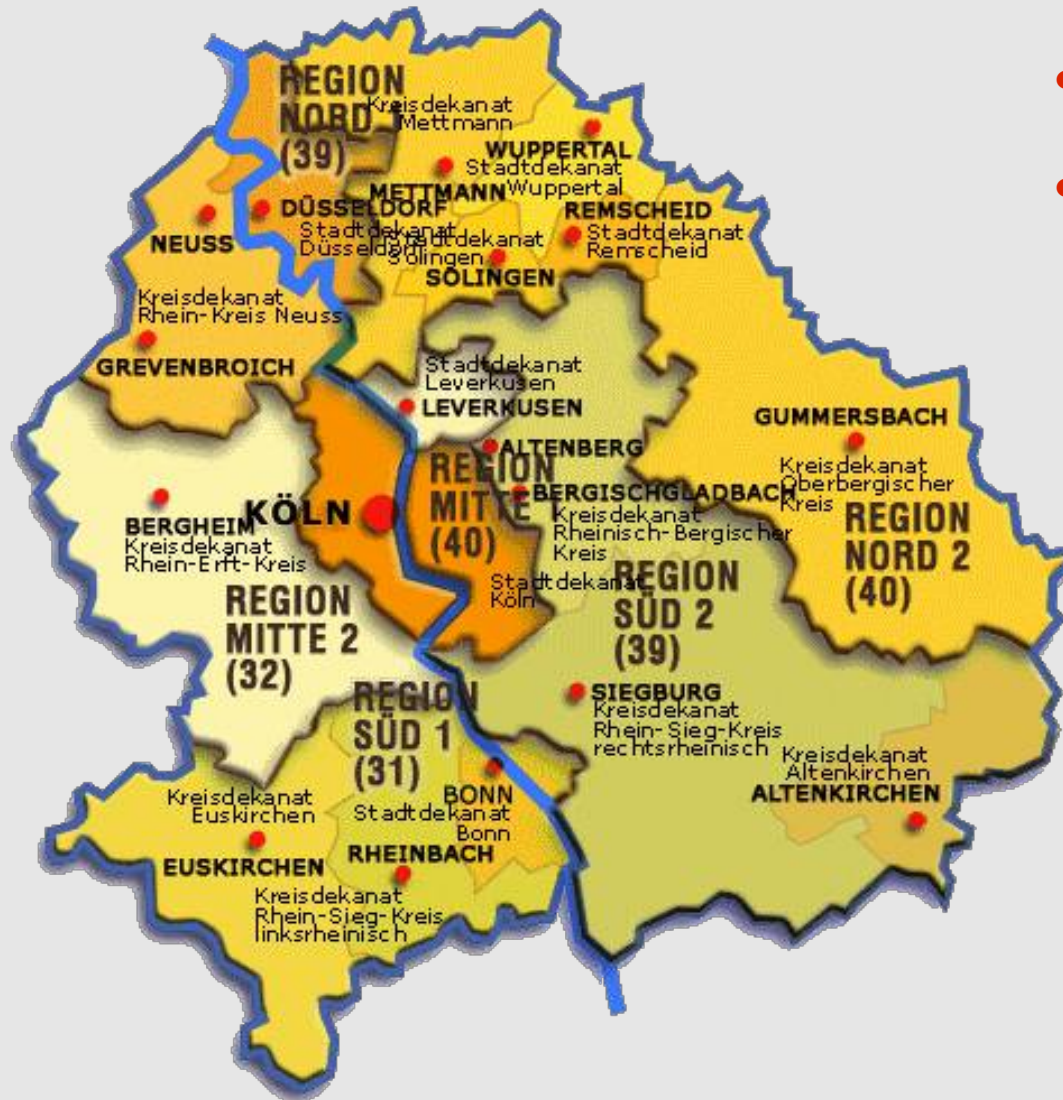 REGION
NORD 1
(39)
Kreisdekanat
Mettmann
WUPPERTAL
Stadtdekanat
Wuppertal
METTMANN
DÜSSELDORF
Stadtdekanat
Düsseldorf
NEUSS
REMSCHEID
Stadtdekanat
Remscheid
Stadtdekanat
Solingen
SOLINGEN
Kreisdekanat
Rhein-Kreis Neuss
GREVENBROICH
Stadtdekanat
Leverkusen
LEVERKUSEN
ALTENBERG
GUMMERSBACH
Kreisdekanat
Oberbergischer
Kreis
REGION
NORD 2
(40)
REGION
MITTE
(40)
BERGISCHGLADBACH
Kreisdekanat
Rheinisch-Bergischer
Kreis
KÖLN
Stadtdekanat
Köln
BERGHEIM
Kreisdekanat
Rhein-Erft-Kreis
REGION
MITTE 2
(32)
REGION
SÜD 2
(39)
SIEGBURG
Kreisdekanat
Rhein-Sieg-Kreis
rechtsrheinisch
REGION
SÜD 1
(31)
Kreisdekanat
Altenkirchen
ALTENKIRCHEN
BONN
Stadtdekanat
Bonn
Kreisdekanat
Euskirchen
EUSKIRCHEN
RHEINBACH
Kreisdekanat
Rhein-Sieg-Kreis
linksrheinisch